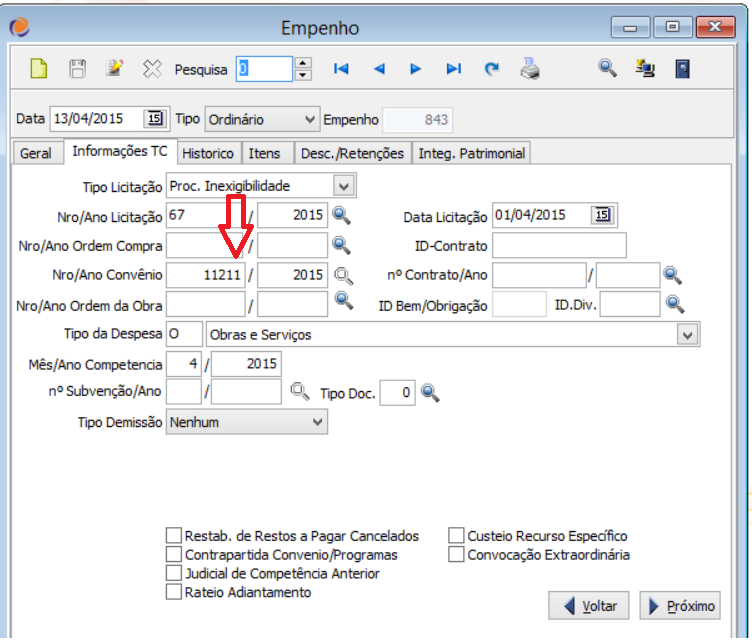 Empenho
Pesquisa 0
Data 13/04/2015 15 Tipo Ordinário Empenho 843
Geral Informações TC Historico Itens Desc./Retenções Integ. Patrimonial
Tipo Licitação Proc. Inexigibilidade
Nro/Ano Licitação 67 / 2015 Data Licitação 01/04/2015 15
Nro/Ano Ordem Compra / ID-Contrato
Nro/Ano Convênio 11211 / 2015 nº Contrato/Ano /
Nro/Ano Ordem da Obra / ID Bem/Obrigação ID.Div.
Tipo da Despesa O Obras e Serviços
Mês/Ano Competencia 4 / 2015
nº Subvenção/Ano / Tipo Doc. 0
Tipo Demissão Nenhum
Restab. de Restos a Pagar Cancelados Custeio Recurso Específico
Contrapartida Convenio/Programas Convocação Extraordinária
Judicial de Competência Anterior
Rateio Adiantamento
Voltar Próximo